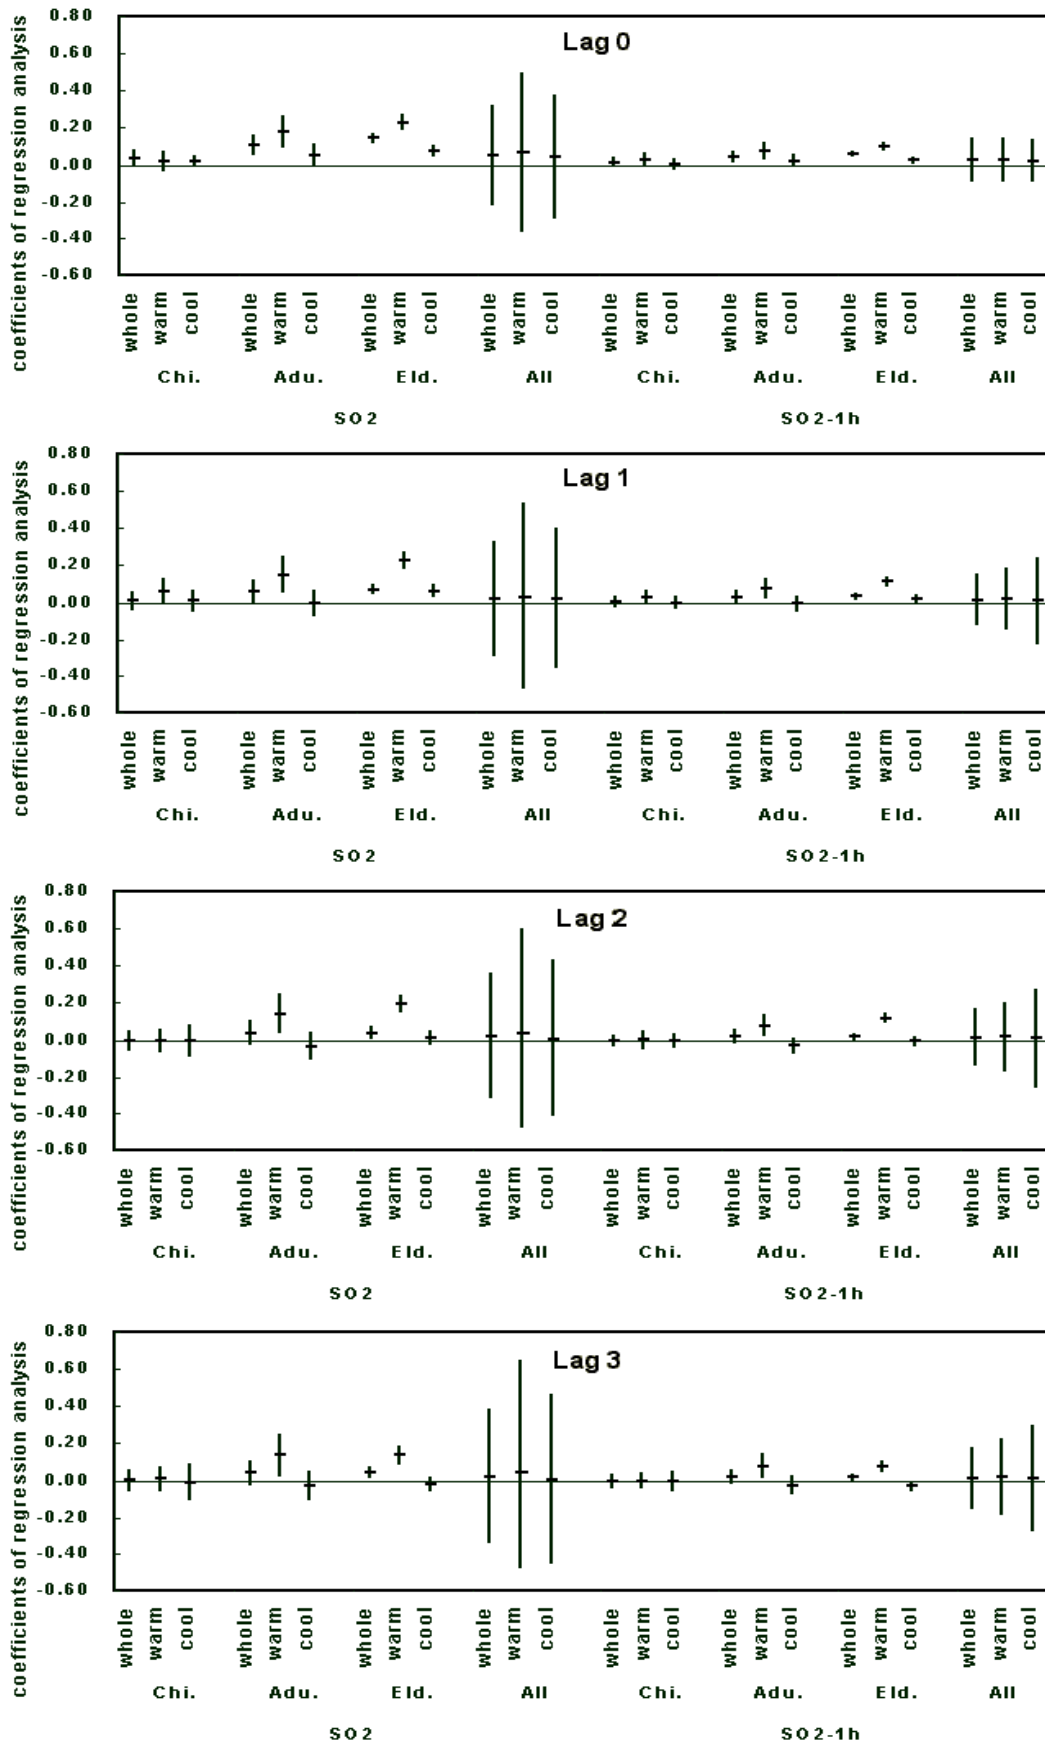 Lag 0
coefficients of regression analysis
0.80
0.60
0.40
0.20
0.00
-0.20
-0.40
-0.60
whole warm cool whole warm cool whole warm cool whole warm cool whole warm cool whole warm cool whole warm cool whole warm cool
Chi. Adu. Eld. All Chi. Adu. Eld. All
SO2 SO2-1h
Lag 1
coefficients of regression analysis
0.80
0.60
0.40
0.20
0.00
-0.20
-0.40
-0.60
whole warm cool whole warm cool whole warm cool whole warm cool whole warm cool whole warm cool whole warm cool whole warm cool
Chi. Adu. Eld. All Chi. Adu. Eld. All
SO2 SO2-1h
Lag 2
coefficients of regression analysis
0.80
0.60
0.40
0.20
0.00
-0.20
-0.40
-0.60
whole warm cool whole warm cool whole warm cool whole warm cool whole warm cool whole warm cool whole warm cool whole warm cool
Chi. Adu. Eld. All Chi. Adu. Eld. All
SO2 SO2-1h
Lag 3
coefficients of regression analysis
0.80
0.60
0.40
0.20
0.00
-0.20
-0.40
-0.60
whole warm cool whole warm cool whole warm cool whole warm cool whole warm cool whole warm cool whole warm cool whole warm cool
Chi. Adu. Eld. All Chi. Adu. Eld. All
SO2 SO2-1h